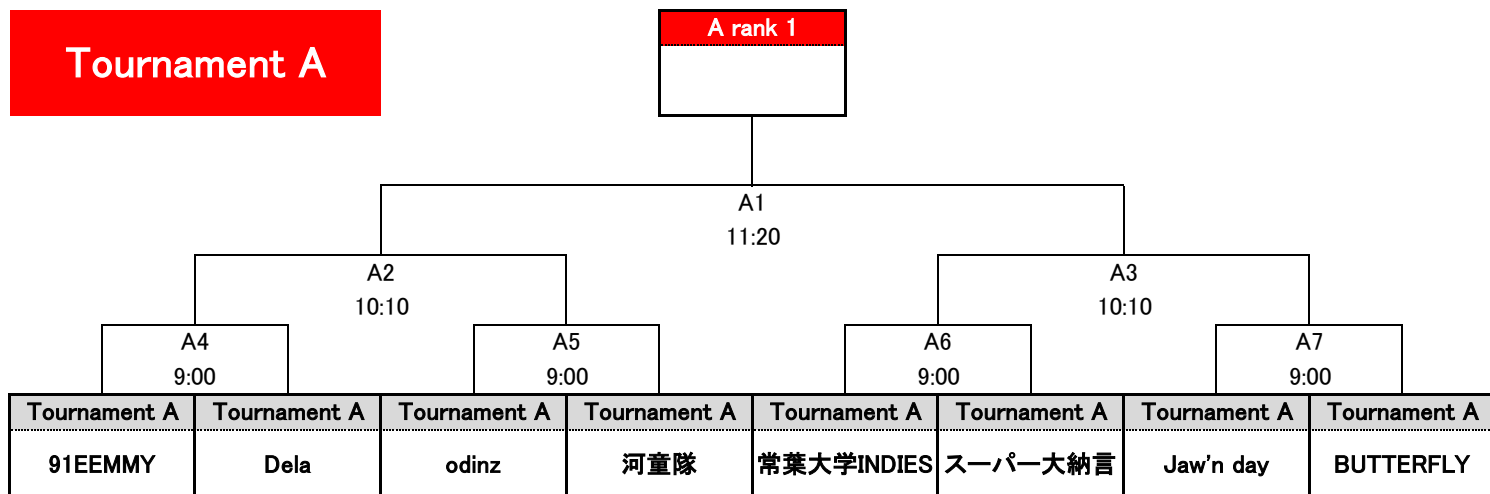 Tournament A
A rank 1
A1
11:20
A2
A3
10:10
10:10
A4
A5
A6
A7
9:00
9:00
9:00
9:00
Tournament A
Tournament A
Tournament A
Tournament A
Tournament A
Tournament A
Tournament A
Tournament A
91EEMMY
Dela
odinz
河童隊
常葉大学INDIES
スーパー大納言
Jaw'n day
BUTTERFLY